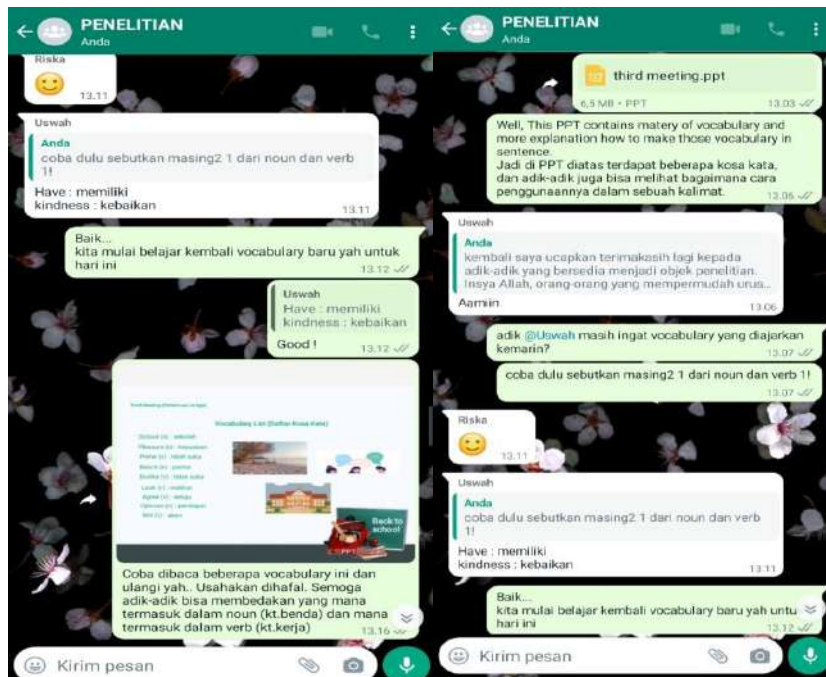 PENELITIAN
Anda
Riska
13.11
Uswah
Anda
coba dulu sebutkan masing2 1 dari noun dan verb
1!
Have : memiliki
kindness : kebaikan
13.11
Baik...
kita mulai belajar kembali vocabulary baru yah untuk
hari ini
13.12
Uswah
Have : memiliki
kindness : kebaikan
Good !
13.12
Vocabulary List (Daftar Kosa Kata)
Back to
school
PPT
Coba dibaca beberapa vocabulary ini dan
ulangi yah.. Usahakan dihafal. Semoga
adik-adik bisa membedakan yang mana
termasuk dalam noun (kt.benda) dan mana
termasuk dalam verb (kt.kerja)
13.16
Kirim pesan
PENELITIAN
Anda
third meeting.ppt
6,5 MB • PPT
13.03
Well, This PPT contains matery of vocabulary and
more explanation how to make those vocabulary in
sentence.
Jadi di PPT diatas terdapat beberapa kosa kata,
dan adik-adik juga bisa melihat bagaimana cara
penggunaannya dalam sebuah kalimat.
13.06
Uswah
Anda
kembali saya ucapkan terimakasih lagi kepada
adik-adik yang bersedia menjadi objek penelitian.
Insya Allah, orang-orang yang mempermudah urus...
Aamiin
13.06
adik @Uswah masih ingat vocabulary yang diajarkan
kemarin?
13.07
coba dulu sebutkan masing2 1 dari noun dan verb 1!
13.07
Riska
13.11
Uswah
Anda
coba dulu sebutkan masing2 1 dari noun dan verb
1!
Have : memiliki
kindness : kebaikan
13.11
Baik...
kita mulai belajar kembali vocabulary baru yah untu
hari ini
13.12
Kirim pesan